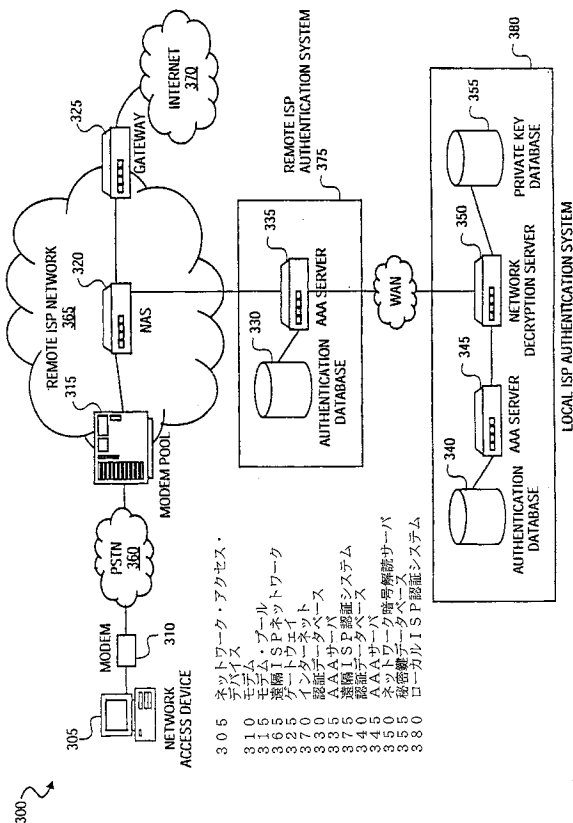 300
305
NETWORK
ACCESS DEVICE
MODEM
310
PSTN
360
MODEM POOL
315
REMOTE ISP NETWORK
365
320
NAS
325
GATEWAY
INTERNET
370
REMOTE ISP
AUTHENTICATION SYSTEM
375
330
AUTHENTICATION
DATABASE
335
AAA SERVER
WAN
380
340
AUTHENTICATION
DATABASE
345
AAA SERVER
350
NETWORK
DECRYPTION SERVER
355
PRIVATE KEY
DATABASE
LOCAL ISP AUTHENTICATION SYSTEM
305 ネットワーク・アクセス・
デバイス
310 モデム
315 モデム・プール
365 遠隔ISPネットワーク
325 ゲートウェイ
370 インターネット
330 認証データベース
335 AAAサーバ
375 遠隔ISP認証システム
340 認証データベース
345 AAAサーバ
350 ネットワーク暗号解読サーバ
355 秘密鍵データベース
380 ローカルISP認証システム